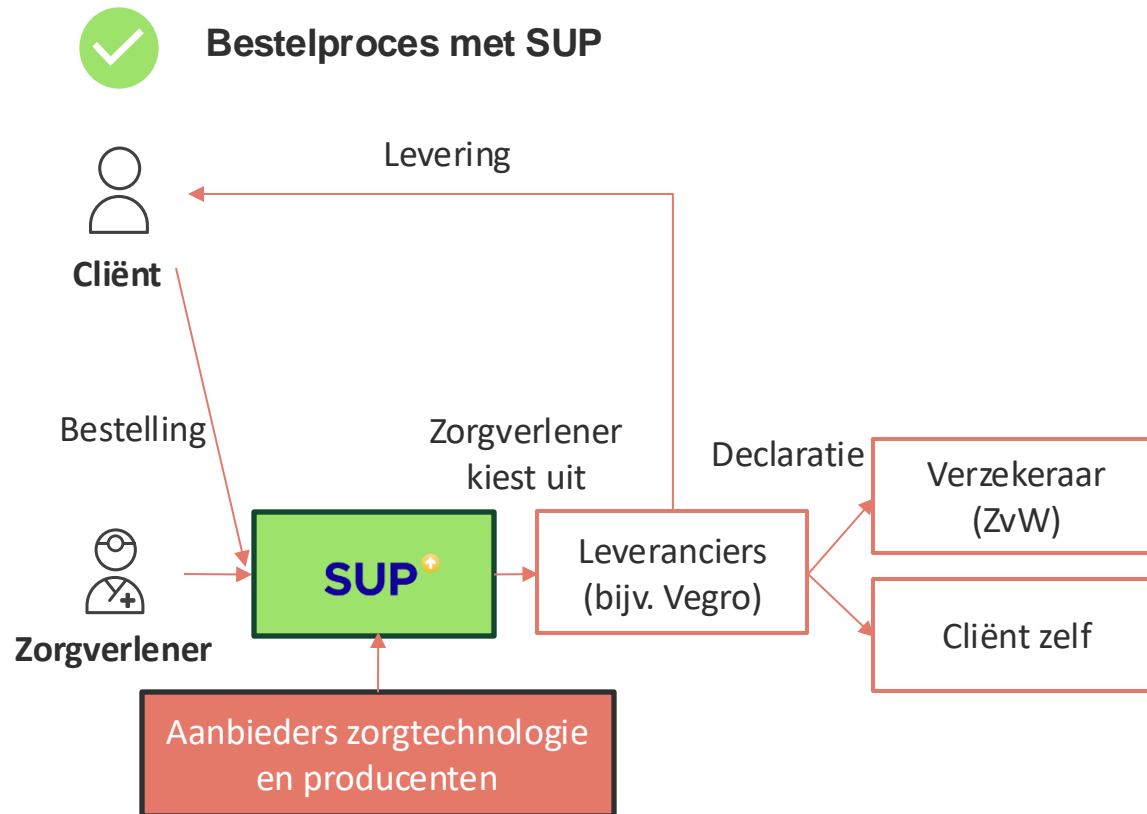 Bestelproces met SUP
Levering
Cliënt
Bestelling
Zorgverlener
kiest uit
Declaratie
Verzekeraar
(ZvW)
SUP
Leveranciers
(bijv. Vegro)
Cliënt zelf
Zorgverlener
Aanbieders zorgtechnologie
en producenten